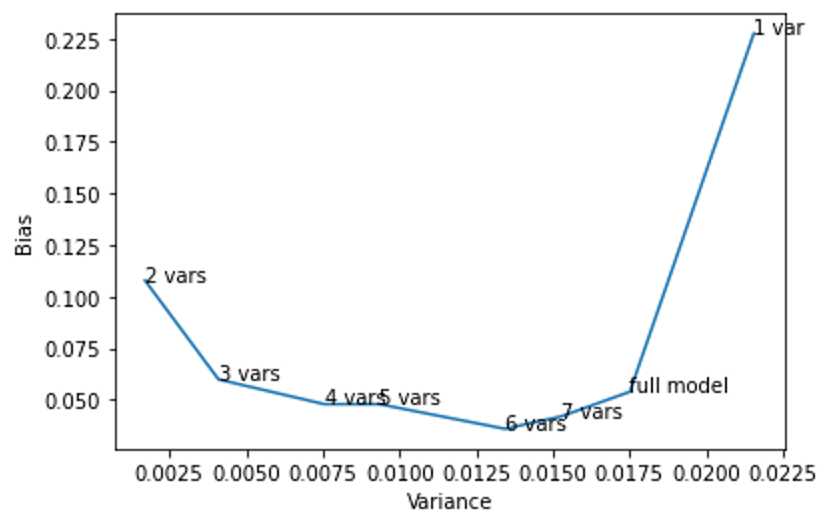 0.225
0.200
0.175
0.150
0.125
0.100
0.075
0.050
Bias
1 var
2 vars
3 vars
4 vars
5 vars
6 vars
7 vars
full model
0.0025 0.0050 0.0075 0.0100 0.0125 0.0150 0.0175 0.0200 0.0225
Variance